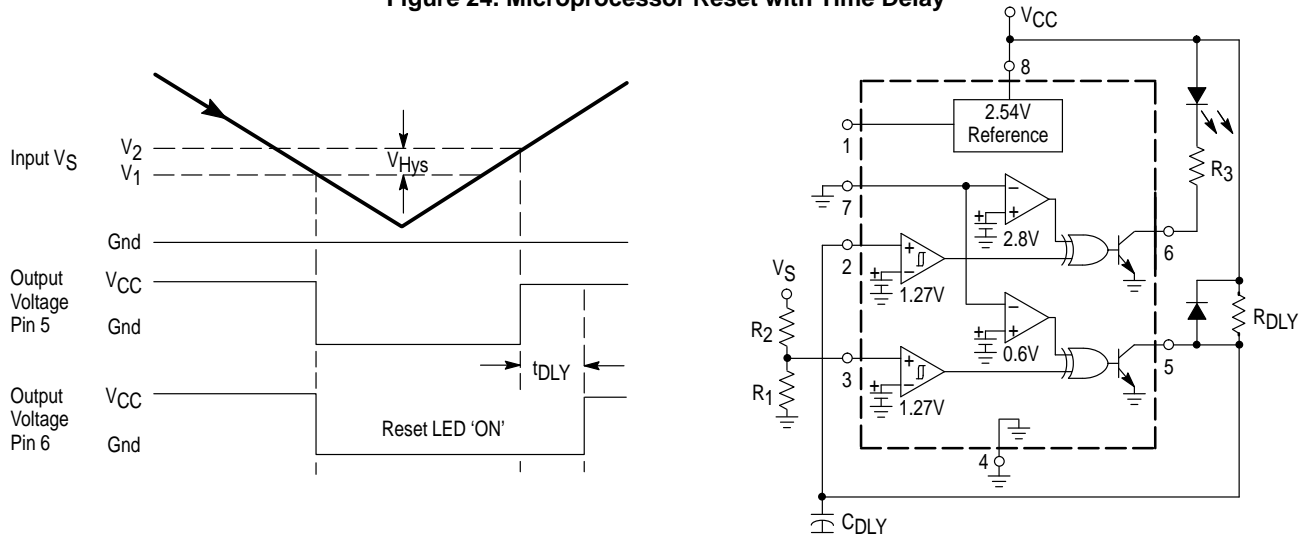 Figure 24. Microprocessor Reset with Time Delay
Input VS
V2
V1
VHys
Gnd
Output
Voltage
Pin 5
VCC
Gnd
tDLY
Output
Voltage
Pin 6
VCC
Gnd
Reset LED 'ON'
VCC
8
2.54V
Reference
1
R3
7
-
+
+
2.8V
6
2
+
+
-
1.27V
VS
R2
-
+
+
0.6V
RDLY
5
3
+
+
-
1.27V
R1
4
CDLY